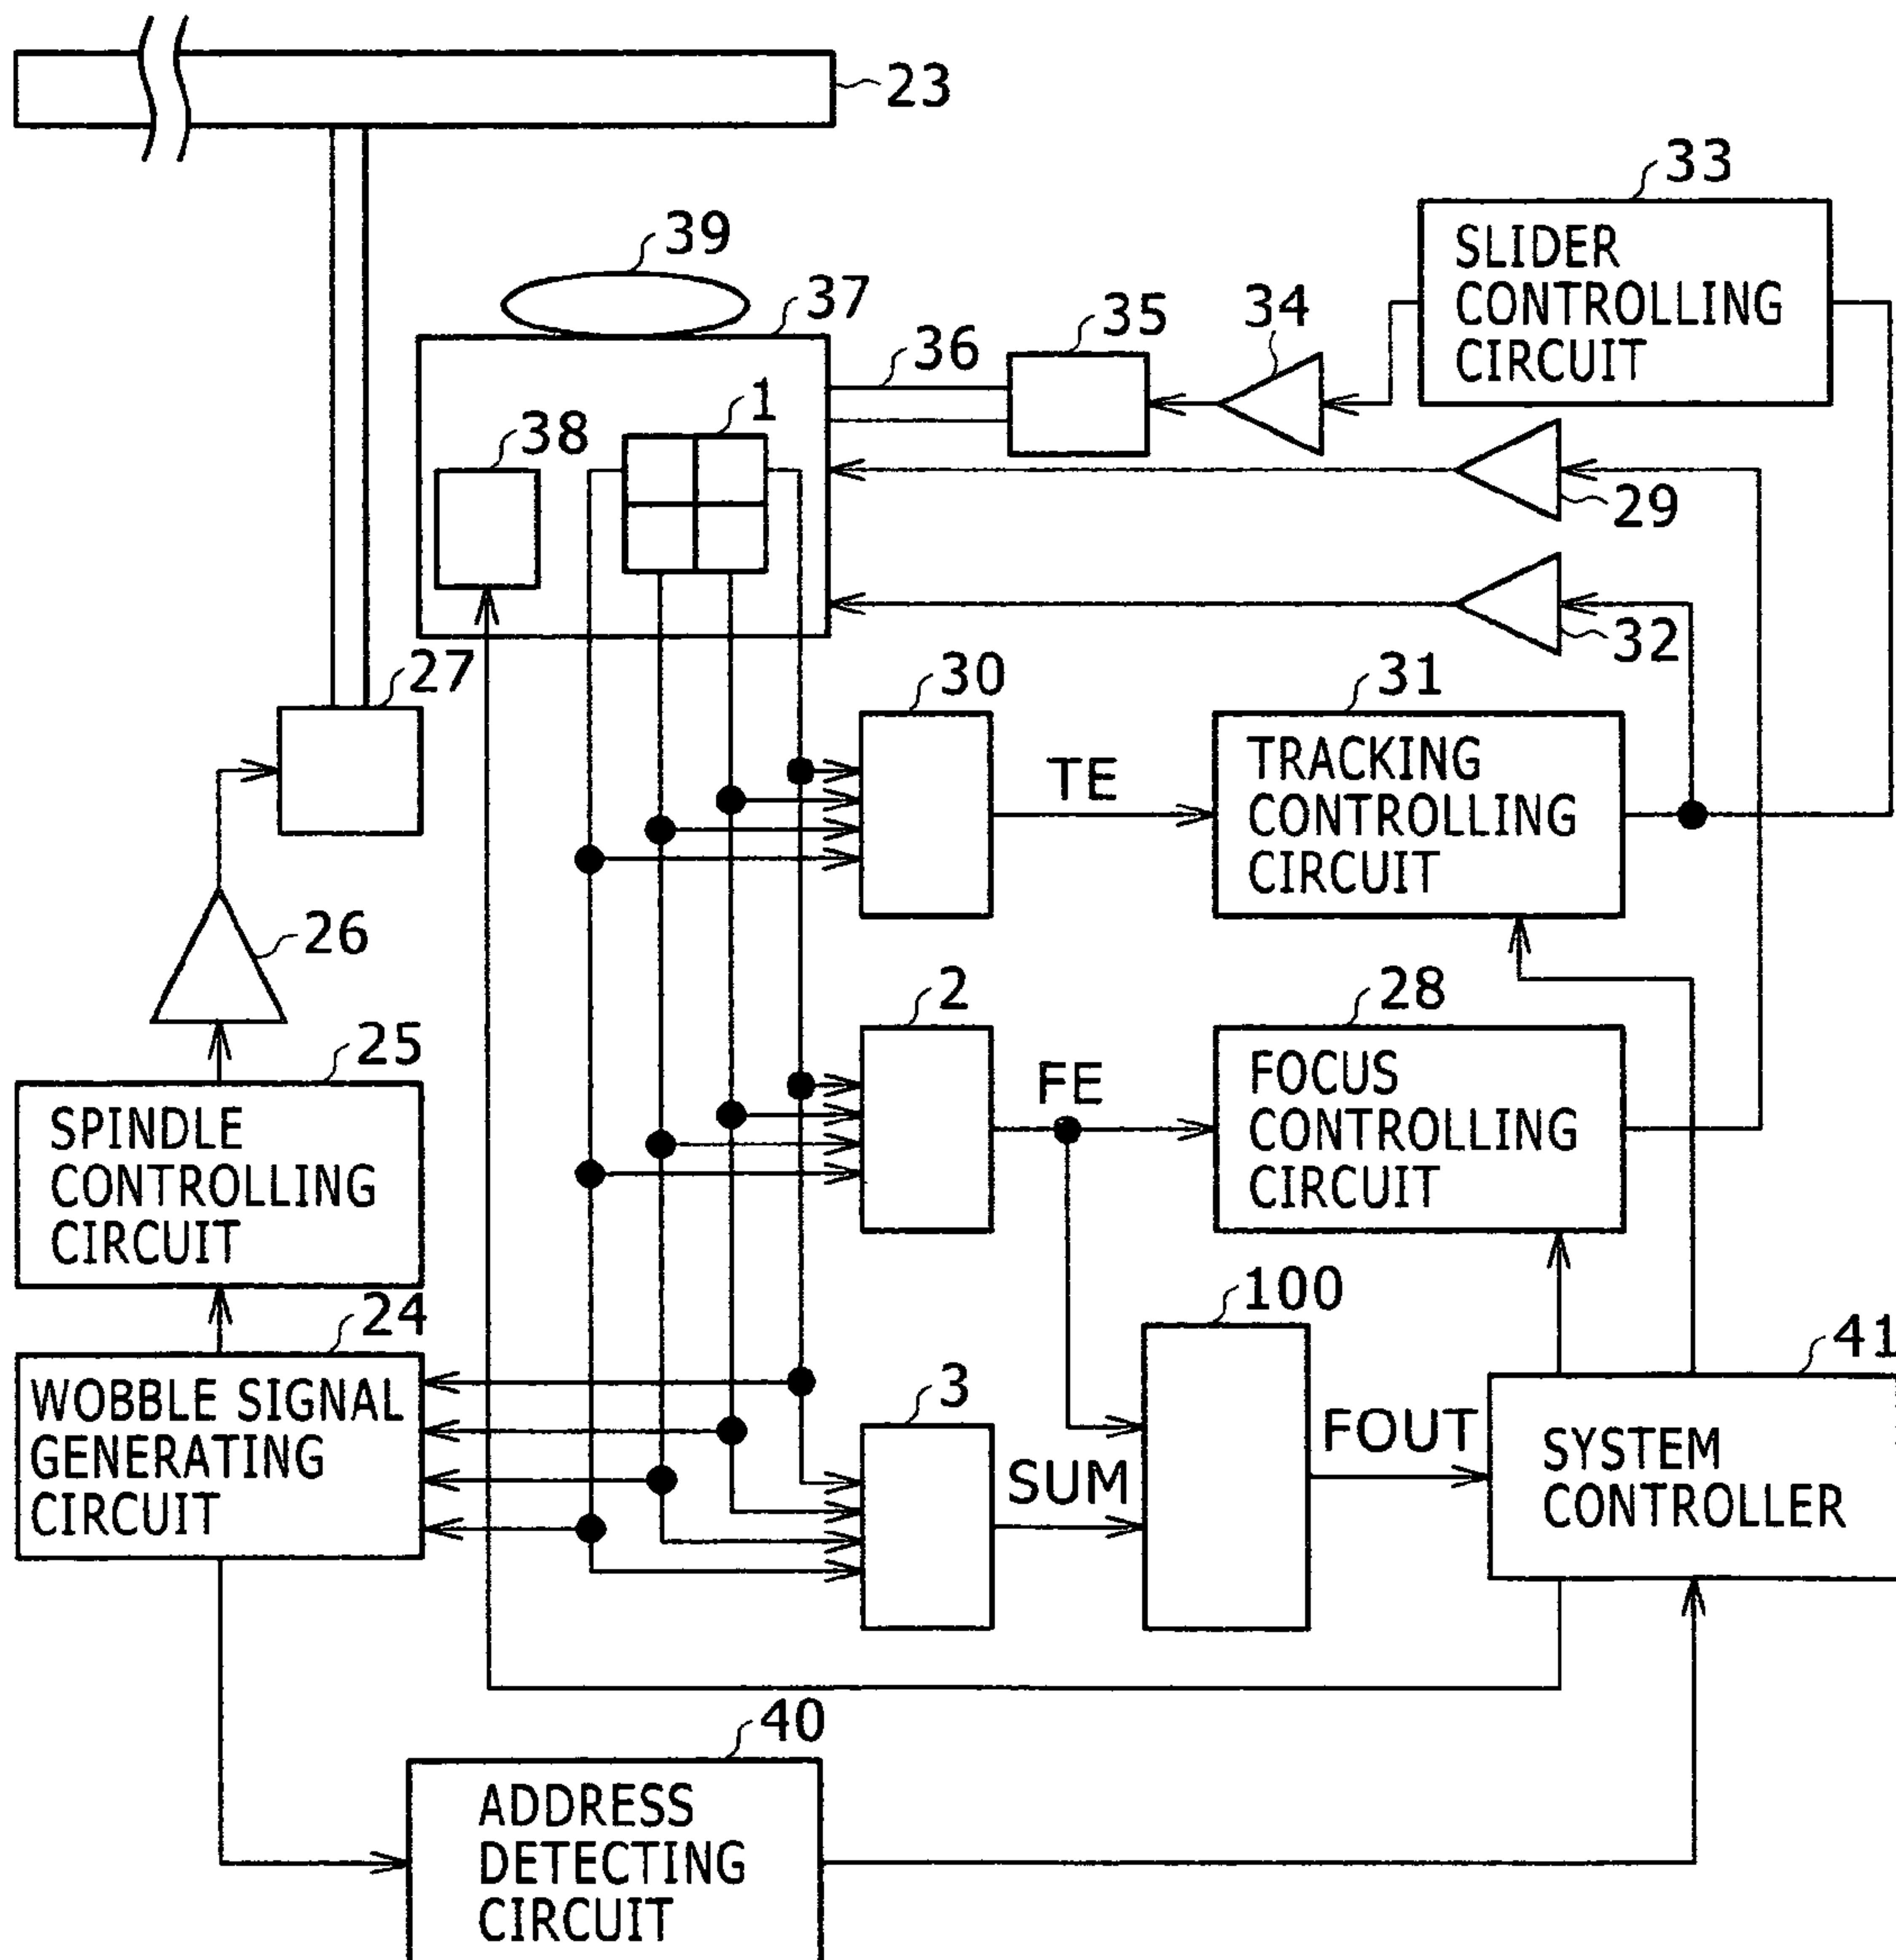 23
33
SLIDER
CONTROLLING
CIRCUIT
39
37
36
35
34
1
38
29
32
27
30
31
TE
TRACKING
CONTROLLING
CIRCUIT
26
2
28
25
FE
FOCUS
CONTROLLING
CIRCUIT
SPINDLE
CONTROLLING
CIRCUIT
24
100
41
WOBBLE SIGNAL
GENERATING
CIRCUIT
3
SUM
FOUT
SYSTEM
CONTROLLER
40
ADDRESS
DETECTING
CIRCUIT